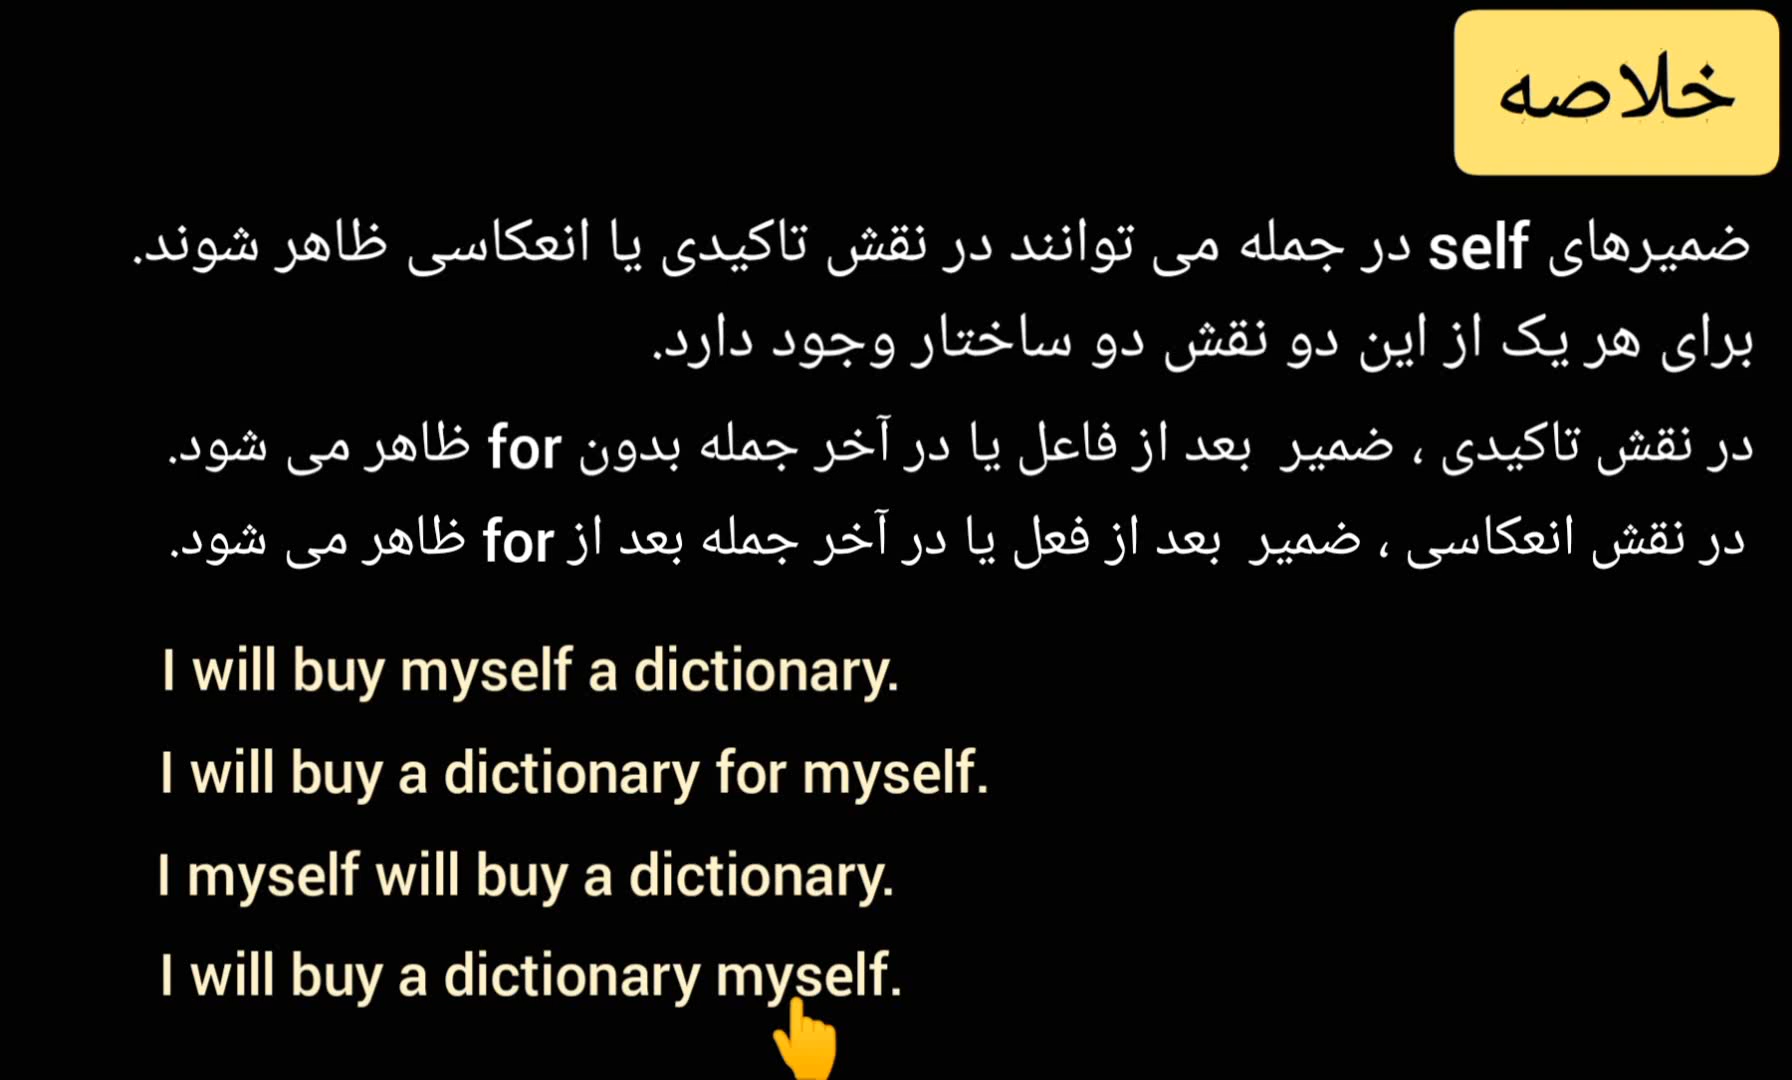 خلاصه
ضمیرهای self در جمله می توانند در نقش تاکیدی یا انعکاسی ظاهر شوند.
برای هر یک از این دو نقش دو ساختار وجود دارد.
در نقش تاکیدی ، ضمیر بعد از فاعل یا در آخر جمله بدون for ظاهر می شود.
در نقش انعکاسی ، ضمیر بعد از فعل یا در آخر جمله بعد از for ظاهر می شود.
I will buy myself a dictionary.
I will buy a dictionary for myself.
I myself will buy a dictionary.
I will buy a dictionary myself.